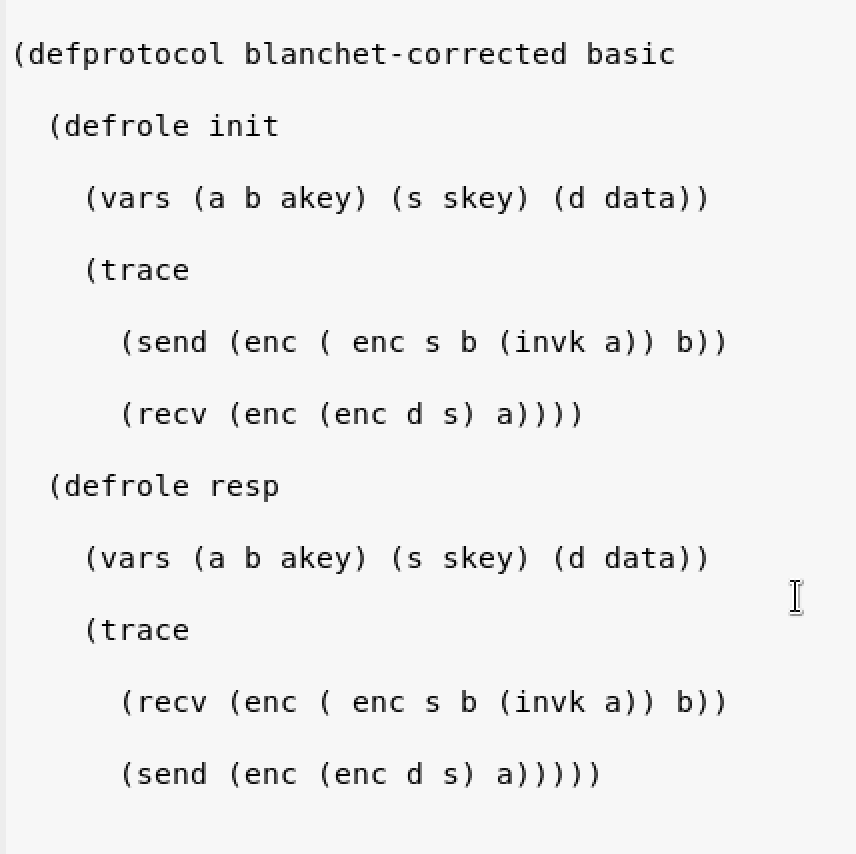 (defprotocol blanchet-corrected basic
(defrole init
(vars (a b akey) (s skey) (d data))
(trace
(send (enc ( enc s b (invk a)) b))
(recv (enc (enc d s) a))))
(defrole resp
(vars (a b akey) (s skey) (d data))
(trace
(recv (enc ( enc s b (invk a)) b))
(send (enc (enc d s) a)))))